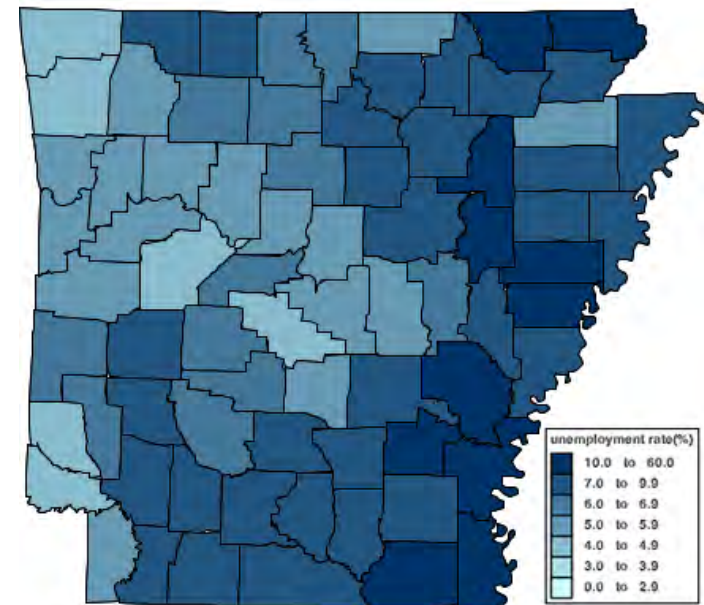 unemployment rate(%)
10.0 to 60.0
7.0 to 9.9
6.0 to 6.9
5.0 to 5.9
4.0 to 4.9
3.0 to 3.9
0.0 to 2.9